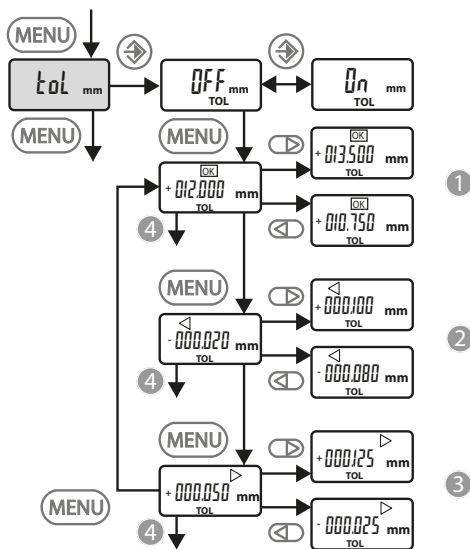 MENU
toL mm
OFF mm
TOL
On mm
TOL
MENU
MENU
OK
+ 012.000 mm
TOL
OK
+ 013.500 mm
TOL
1
OK
+ 010.750 mm
TOL
4
MENU
- 000.020 mm
TOL
+ 000.100 mm
TOL
2
- 000.080 mm
TOL
4
MENU
+ 000.050 mm
TOL
+ 000.125 mm
TOL
3
- 000.025 mm
TOL
MENU
4